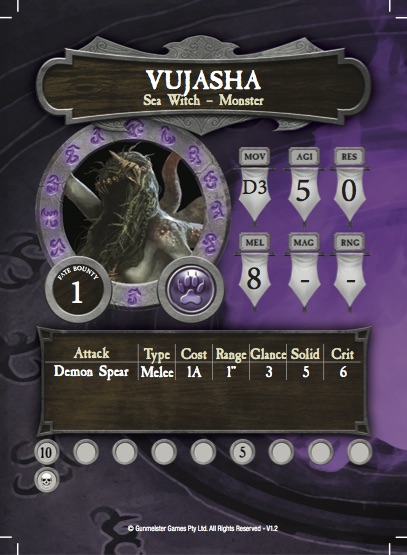 VUJASHA
Sea Witch – Monster
MOV AGI RES
D3 5 0
MEL MAG RNG
8 - -
FATE BOUNTY
1
Attack Type Cost Range Glance Solid Crit
Demon Spear Melee 1A 1" 3 5 6
10 5
© Gunmeister Games Pty Ltd. All Rights Reserved - V1.2